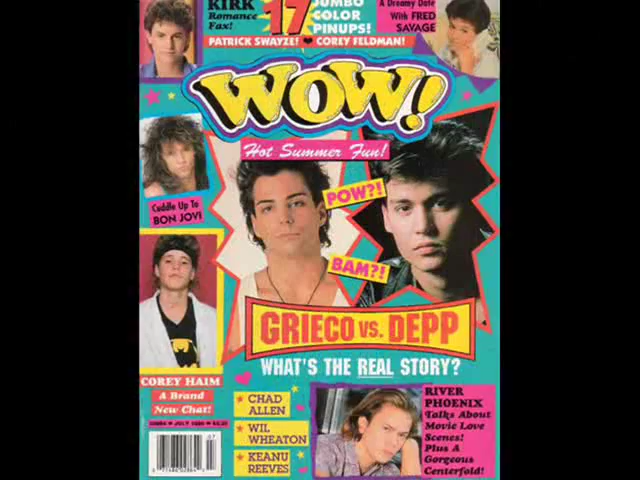 KIRK
Romance
Fax!
17
JUMBO
COLOR
PINUPS!
A Dreamy Date
With FRED
SAVAGE
PATRICK SWAYZE! COREY FELDMAN!
WOW!
Hot Summer Fun!
Cuddle Up To
BON JOVI
POW?!
BAM?!
GRIECO VS. DEPP
WHAT'S THE REAL STORY?
COREY HAIM
A Brand
New Chat!
CHAD
ALLEN
WIL
WHEATON
KEANU
REEVES
RIVER
PHOENIX
Talks About
Movie Love
Scenes!
Plus A
Gorgeous
Centerfold!
JULY
07